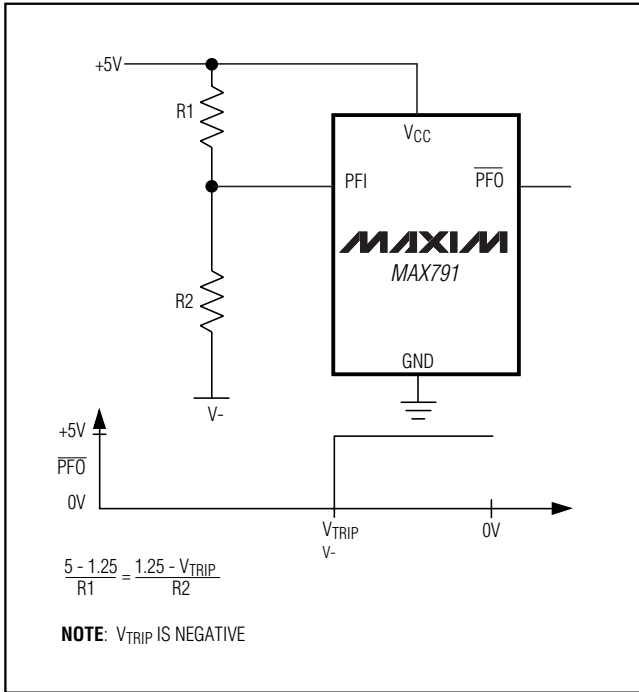 +5V
R1
VCC
PFI
PFO
MAXIM
MAX791
R2
GND
V-
+5V
PFO
0V
VTRIP
V-
0V
5 - 1.25
R1
=
1.25 - VTRIP
R2
NOTE: VTRIP IS NEGATIVE